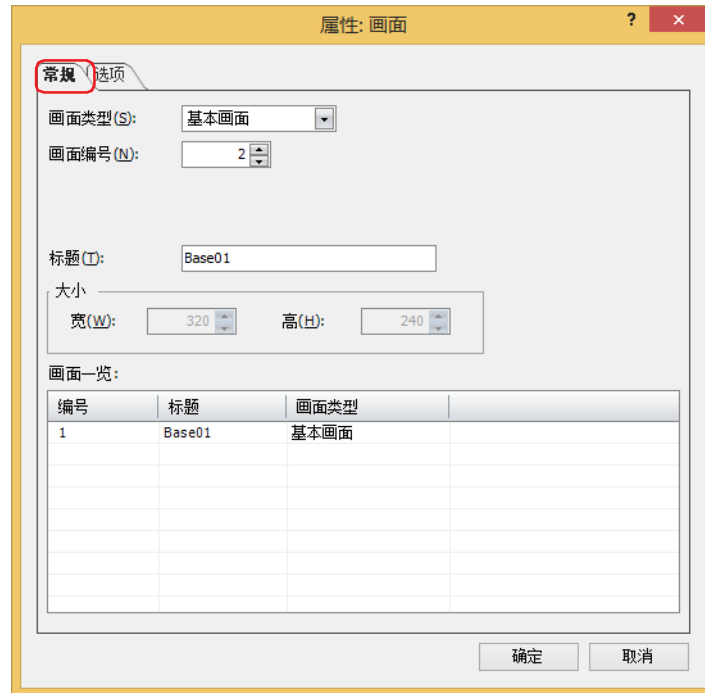 属性: 画面 ? ×
常规 选项
画面类型(S): 基本画面
画面编号(N): 2
标题(T): Base01
大小
宽(W): 320 高(H): 240
画面一览:
编号 标题 画面类型
1 Base01 基本画面
确定 取消